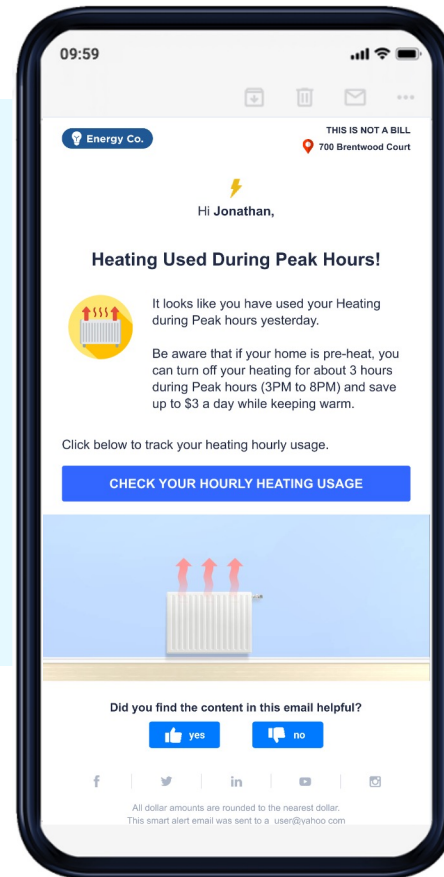 09:59
Energy Co.
THIS IS NOT A BILL
700 Brentwood Court
Hi Jonathan,
Heating Used During Peak Hours!
It looks like you have used your Heating
during Peak hours yesterday.
Be aware that if your home is pre-heat, you
can turn off your heating for about 3 hours
during Peak hours (3PM to 8PM) and save
up to $3 a day while keeping warm.
Click below to track your heating hourly usage.
CHECK YOUR HOURLY HEATING USAGE
Did you find the content in this email helpful?
yes
no
All dollar amounts are rounded to the nearest dollar.
This smart alert email was sent to a user@yahoo com